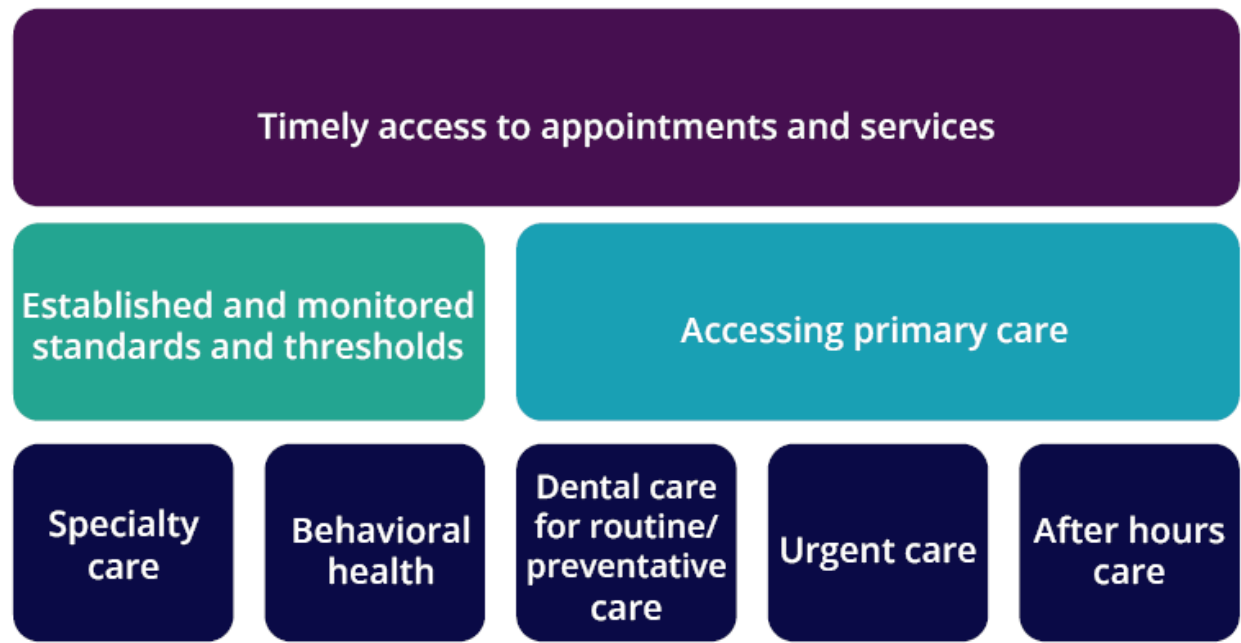 Timely access to appointments and services
Established and monitored
standards and thresholds
Accessing primary care
Specialty
care
Behavioral
health
Dental care
for routine/
preventative
care
Urgent care
After hours
care